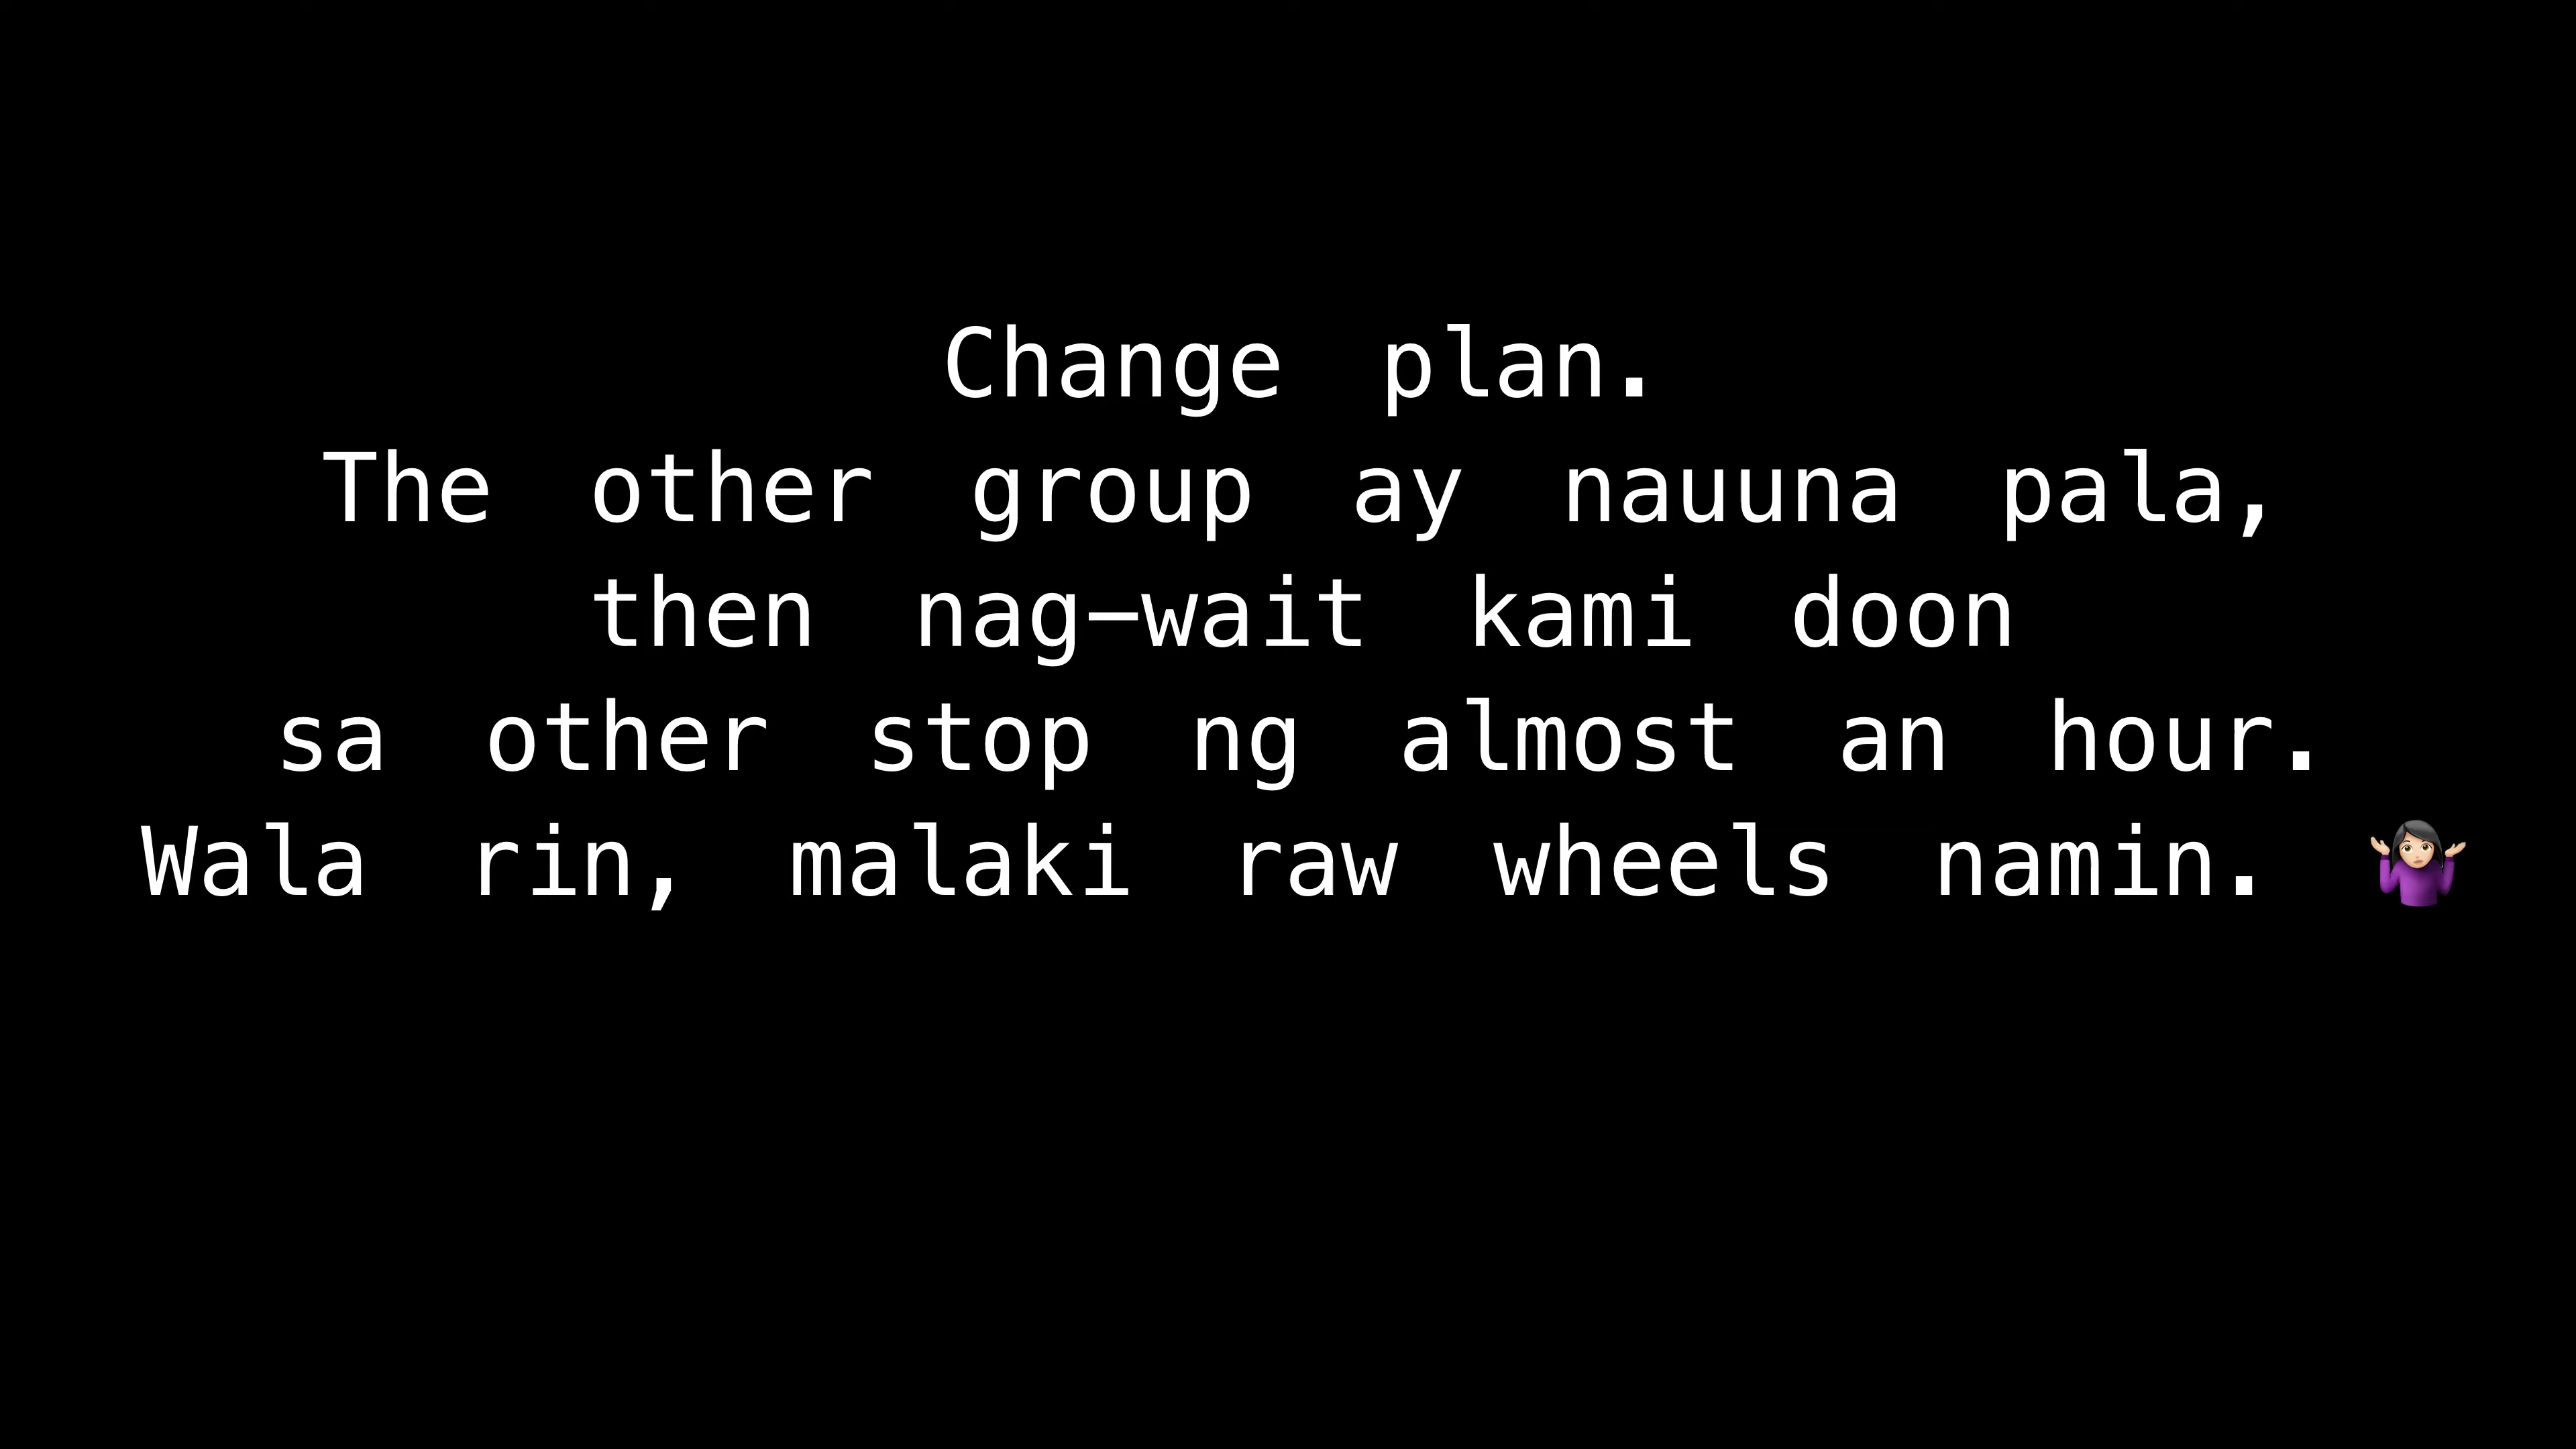 Change plan.
The other group ay nauuna pala,
then nag-wait kami doon
sa other stop ng almost an hour.
Wala rin, malaki raw wheels namin. 🤷🏻‍♀️